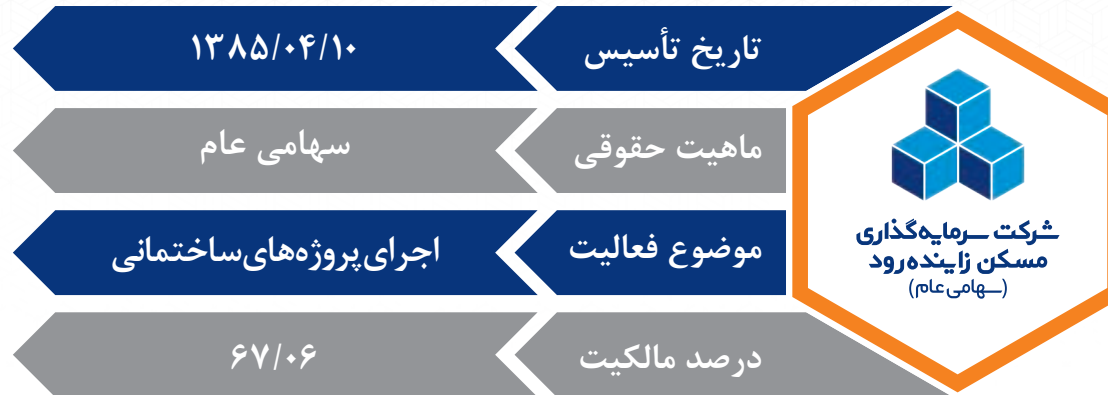 تاریخ تأسیس
۱۳۸۵/۰۴/۱۰
ماهیت حقوقی
سهامی عام
موضوع فعالیت
اجرای پروژه‌های ساختمانی
درصد مالکیت
۶۷/۰۶
شرکت سرمایه‌گذاری
مسکن زاینده رود
(سهامی عام)